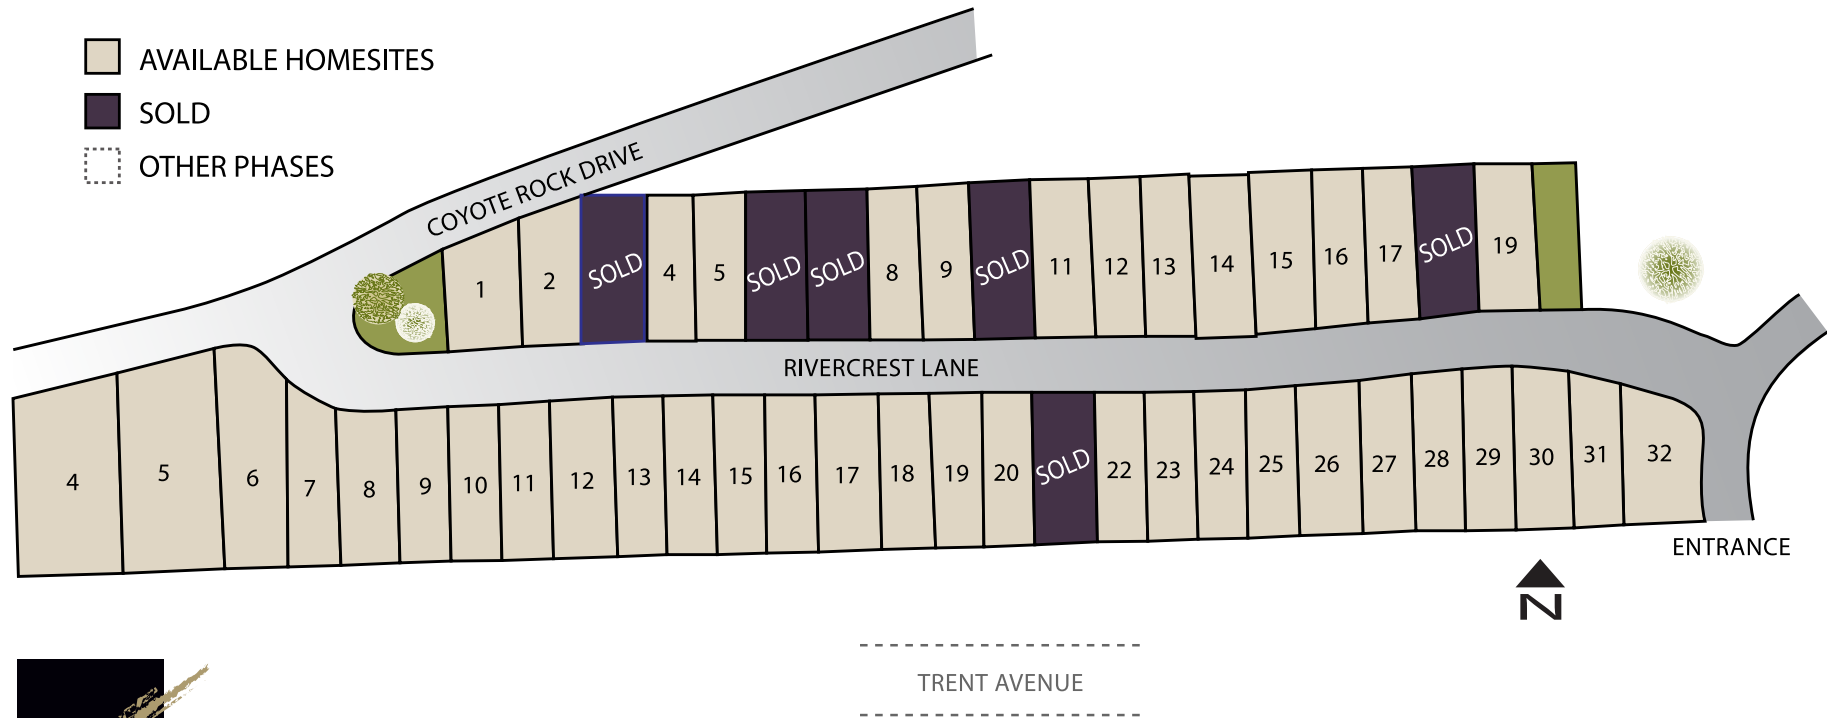 AVAILABLE HOMESITES
SOLD
OTHER PHASES
COYOTE ROCK DRIVE
1 2 SOLD 4 5 SOLD SOLD 8 9 SOLD 11 12 13 14 15 16 17 SOLD 19
RIVERCREST LANE
4 5 6 7 8 9 10 11 12 13 14 15 16 17 18 19 20 SOLD 22 23 24 25 26 27 28 29 30 31 32
ENTRANCE
N
TRENT AVENUE